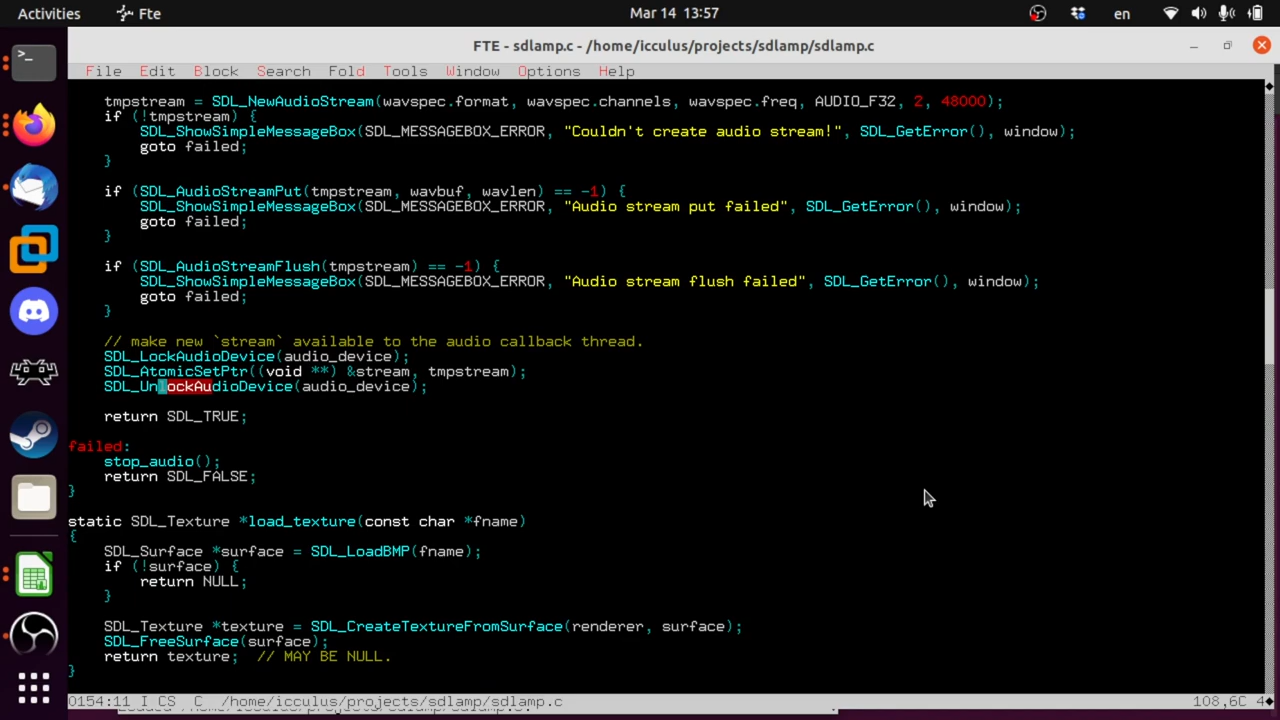 Activities
Fte
Mar 14 13:57
en
FTE - sdlamp.c - /home/icculus/projects/sdlamp/sdlamp.c
File Edit Block Search Fold Tools Window Options Help
tmpstream = SDL_NewAudioStream(wavspec.format, wavspec.channels, wavspec.freq, AUDIO_F32, 2, 48000);
if (!tmpstream) {
SDL_ShowSimpleMessageBox(SDL_MESSAGEBOX_ERROR, "Couldn't create audio stream!", SDL_GetError(), window);
goto failed;
}
if (SDL_AudioStreamPut(tmpstream, wavbuf, wavlen) == -1) {
SDL_ShowSimpleMessageBox(SDL_MESSAGEBOX_ERROR, "Audio stream put failed", SDL_GetError(), window);
goto failed;
}
if (SDL_AudioStreamFlush(tmpstream) == -1) {
SDL_ShowSimpleMessageBox(SDL_MESSAGEBOX_ERROR, "Audio stream flush failed", SDL_GetError(), window);
goto failed;
}
// make new `stream` available to the audio callback thread.
SDL_LockAudioDevice(audio_device);
SDL_AtomicSetPtr((void **) &stream, tmpstream);
SDL_UnlockAudioDevice(audio_device);
return SDL_TRUE;
failed:
stop_audio();
return SDL_FALSE;
}
static SDL_Texture *load_texture(const char *fname)
{
SDL_Surface *surface = SDL_LoadBMP(fname);
if (!surface) {
return NULL;
}
SDL_Texture *texture = SDL_CreateTextureFromSurface(renderer, surface);
SDL_FreeSurface(surface);
return texture; // MAY BE NULL.
}
0154:11 I CS C /home/icculus/projects/sdlamp/sdlamp.c 108,6C 4